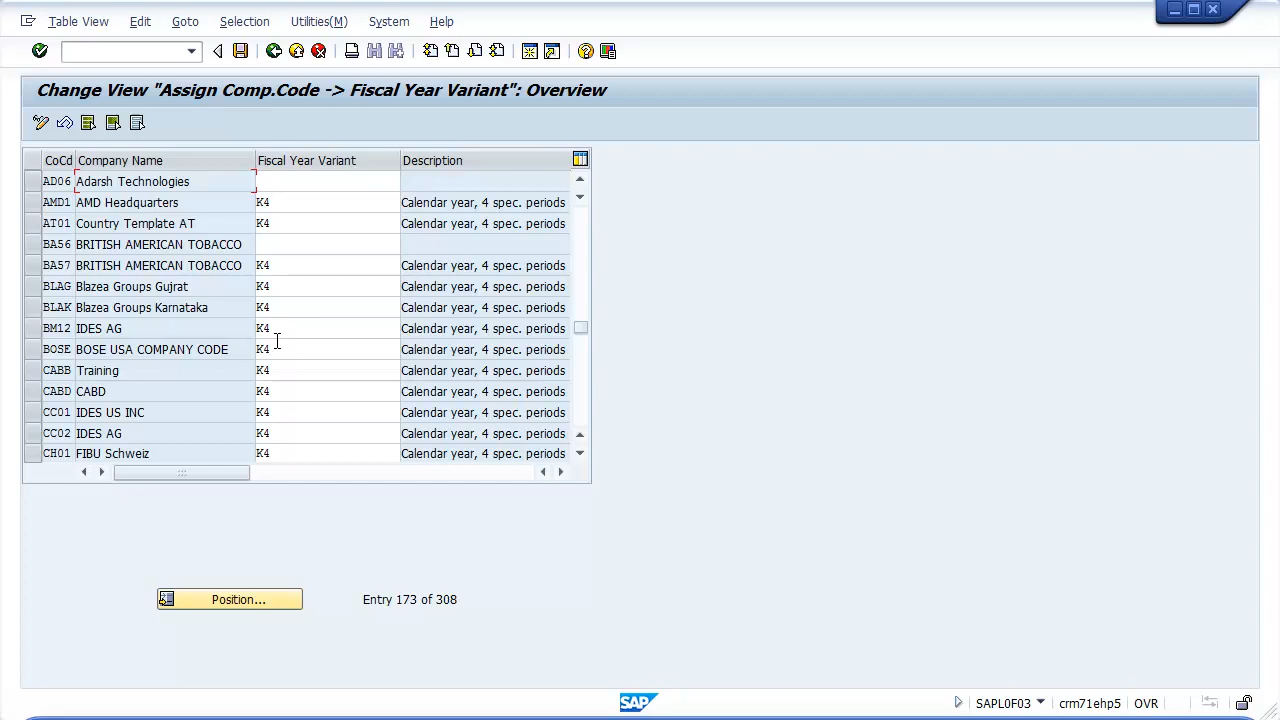 Table View Edit Goto Selection Utilities(M) System Help
Change View "Assign Comp.Code -> Fiscal Year Variant": Overview
CoCd Company Name Fiscal Year Variant Description
AD06 Adarsh Technologies
AMD1 AMD Headquarters K4 Calendar year, 4 spec. periods
AT01 Country Template AT K4 Calendar year, 4 spec. periods
BA56 BRITISH AMERICAN TOBACCO
BA57 BRITISH AMERICAN TOBACCO K4 Calendar year, 4 spec. periods
BLAG Blazea Groups Gujrat K4 Calendar year, 4 spec. periods
BLAK Blazea Groups Karnataka K4 Calendar year, 4 spec. periods
BM12 IDES AG K4 Calendar year, 4 spec. periods
BOSE BOSE USA COMPANY CODE K4 Calendar year, 4 spec. periods
CABB Training K4 Calendar year, 4 spec. periods
CABD CABD K4 Calendar year, 4 spec. periods
CC01 IDES US INC K4 Calendar year, 4 spec. periods
CC02 IDES AG K4 Calendar year, 4 spec. periods
CH01 FIBU Schweiz K4 Calendar year, 4 spec. periods
Position... Entry 173 of 308
SAP SAPL0F03 cm71ehp5 OVR